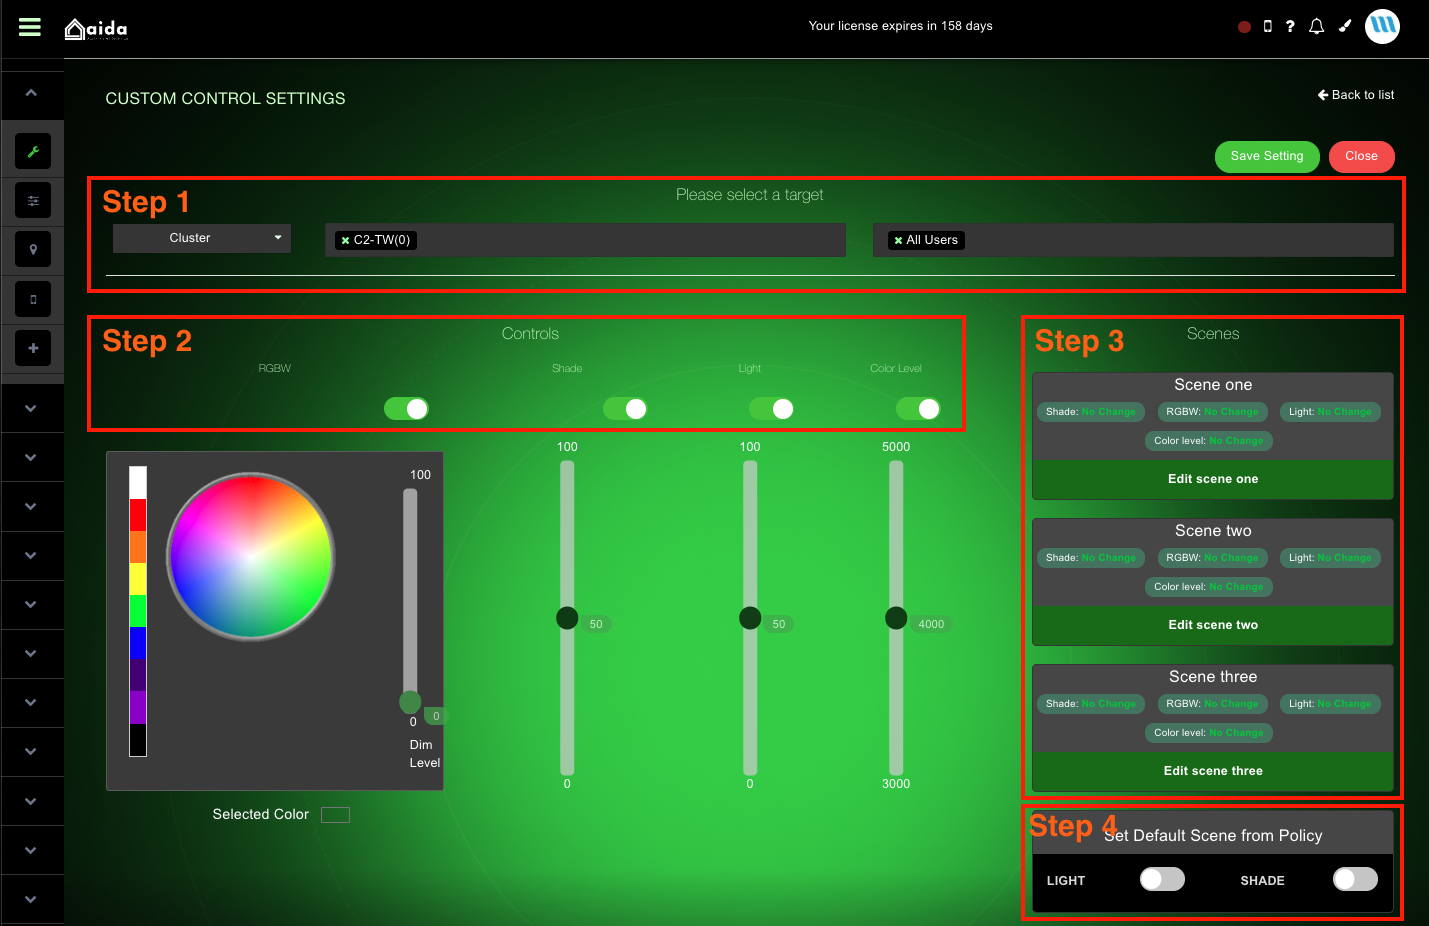 aida
Your license expires in 158 days
CUSTOM CONTROL SETTINGS
Back to list
Save Setting
Close
Step 1
Please select a target
Cluster
C2-TW(0)
All Users
Step 2
Controls
RGBW
Shade
Light
Color Level
100
0
0
Dim
Level
Selected Color
100
50
0
100
50
0
5000
4000
3000
Step 3
Scenes
Scene one
Shade: No Change
RGBW: No Change
Light: No Change
Color level: No Change
Edit scene one
Scene two
Shade: No Change
RGBW: No Change
Light: No Change
Color level: No Change
Edit scene two
Scene three
Shade: No Change
RGBW: No Change
Light: No Change
Color level: No Change
Edit scene three
Step 4
Set Default Scene from Policy
LIGHT
SHADE